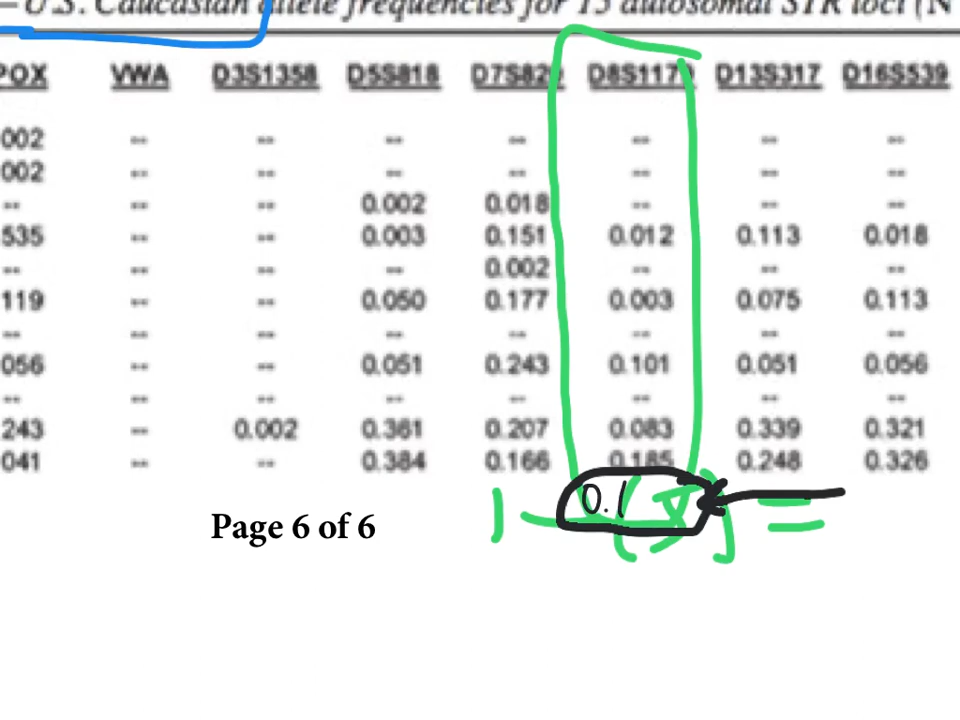 U.S. Caucasian allele frequencies for 15 autosomal STR loci (N
POX VWA D3S1358 D5S818 D7S820 D8S1179 D13S317 D16S539
002 -- -- -- -- -- -- --
002 -- -- -- -- -- -- --
-- -- -- 0.002 0.018 -- -- --
535 -- -- 0.003 0.151 0.012 0.113 0.018
-- -- -- -- 0.002 -- -- --
119 -- -- 0.050 0.177 0.003 0.075 0.113
-- -- -- -- -- -- -- --
056 -- -- 0.051 0.243 0.101 0.051 0.056
-- -- -- -- -- -- -- --
243 -- 0.002 0.361 0.207 0.083 0.339 0.321
041 -- -- 0.384 0.166 0.185 0.248 0.326
0.1
Page 6 of 6